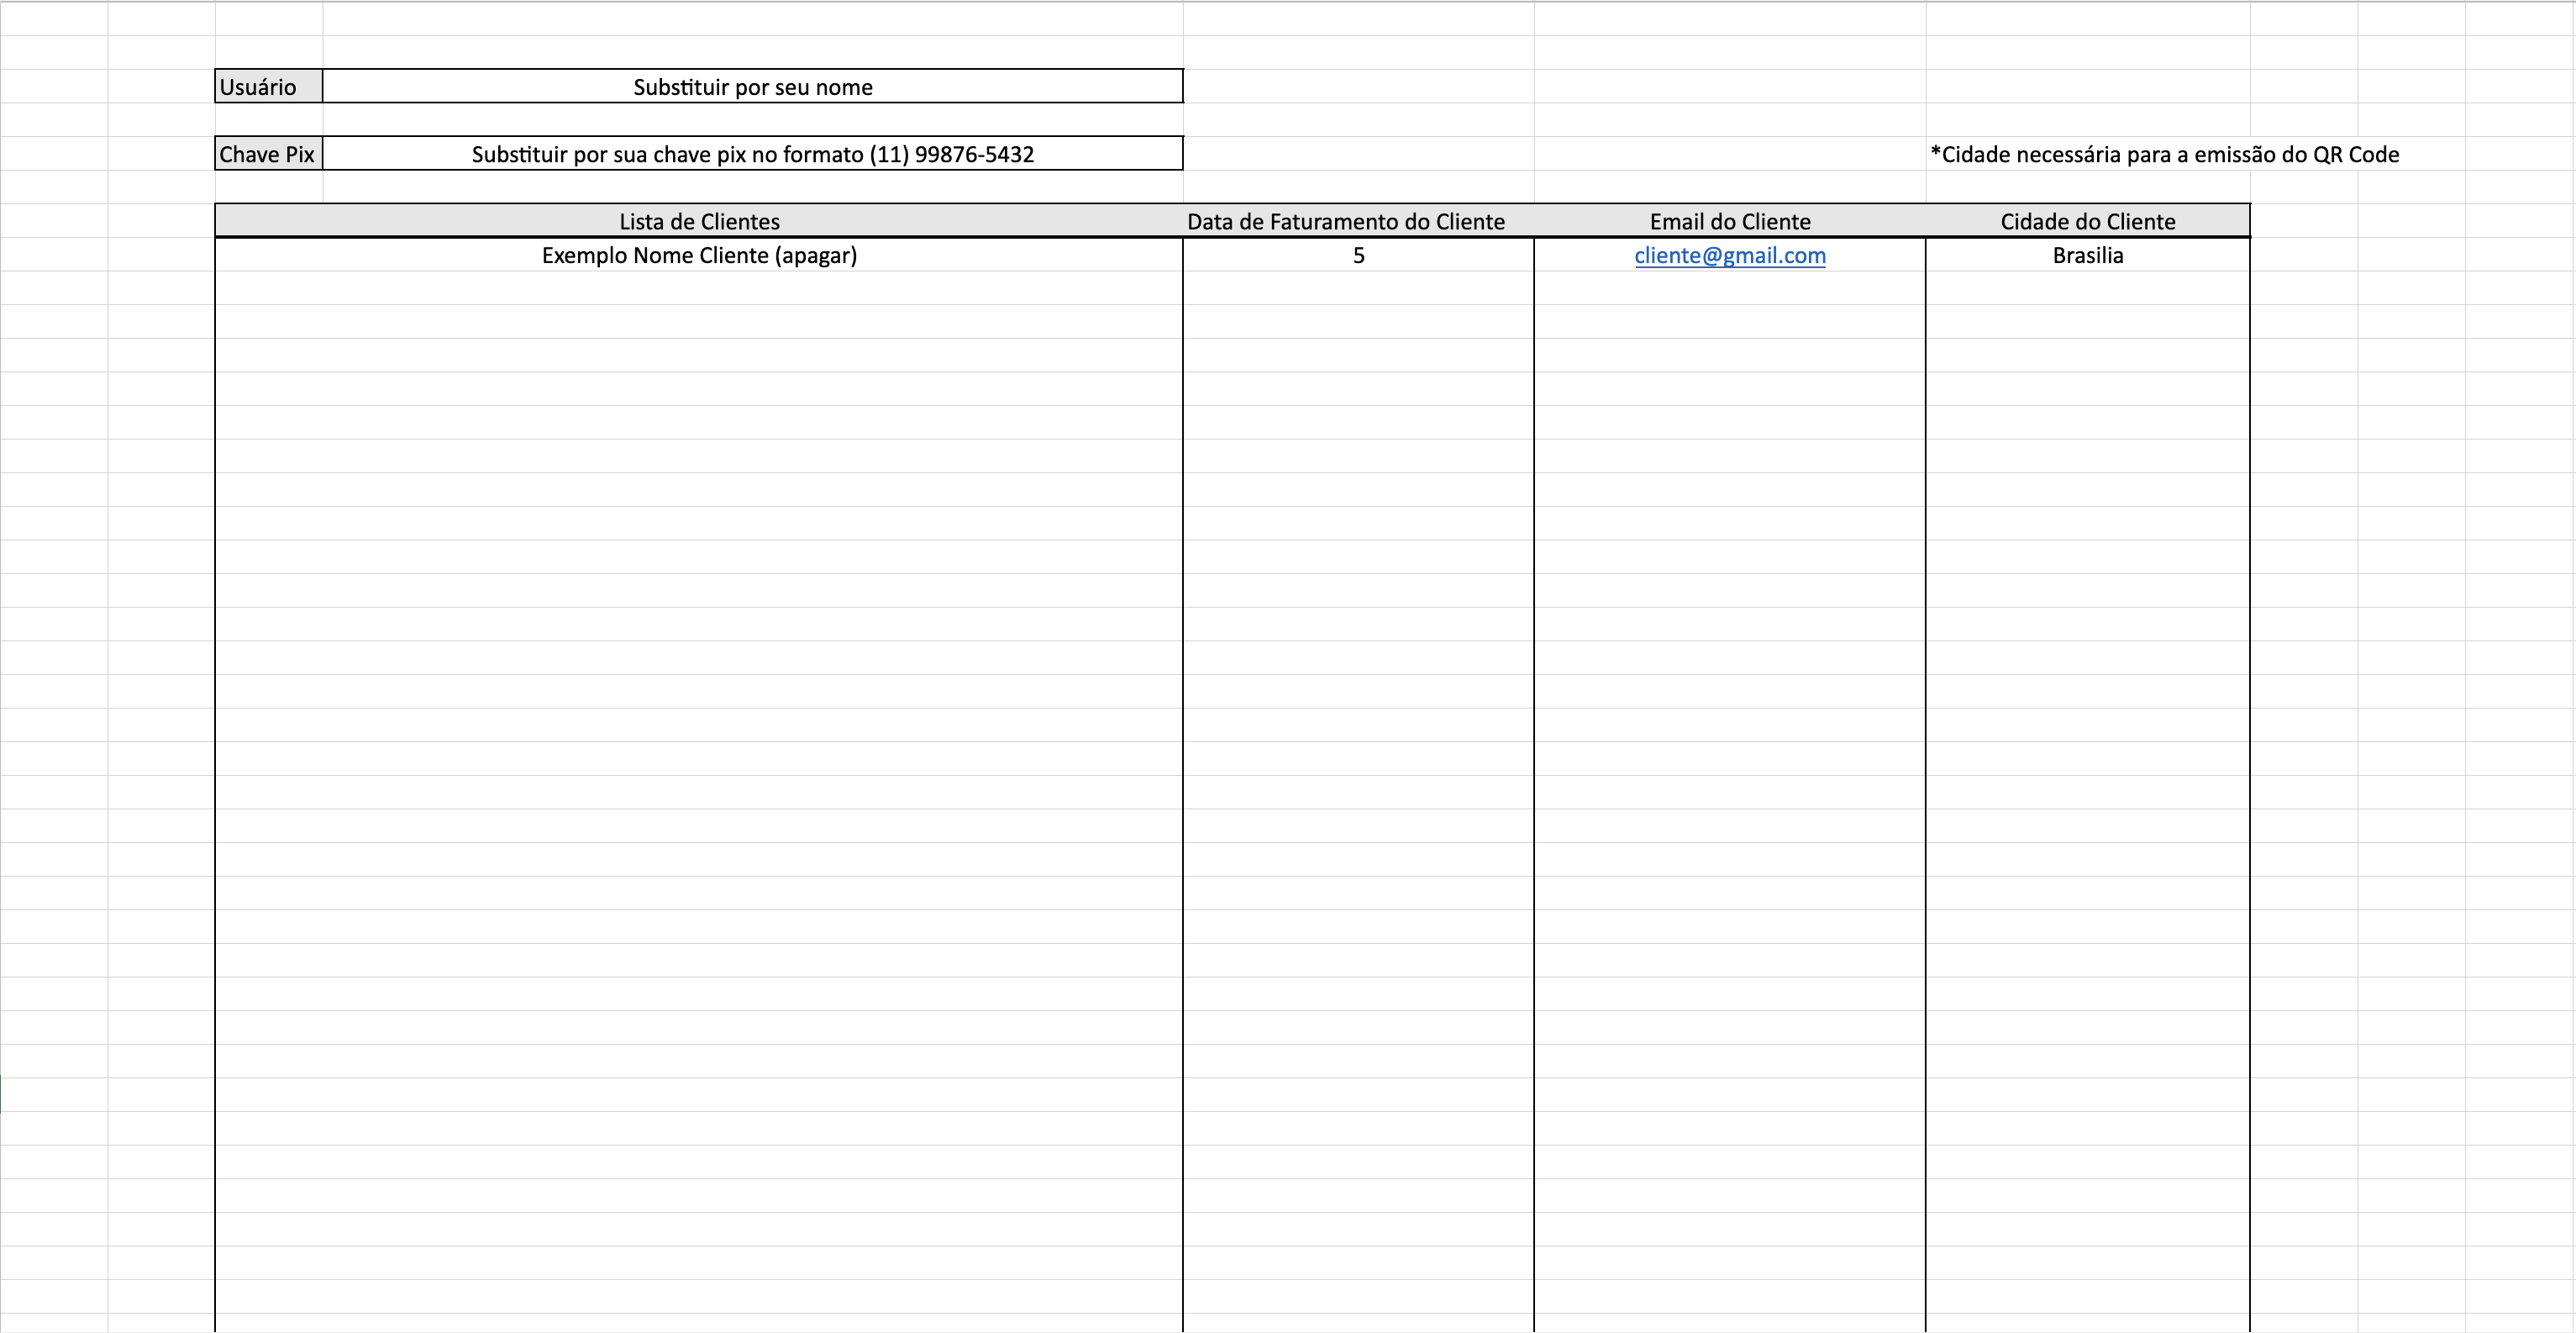 Usuário Substituir por seu nome
Chave Pix Substituir por sua chave pix no formato (11) 99876-5432 *Cidade necessária para a emissão do QR Code
Lista de Clientes Data de Faturamento do Cliente Email do Cliente Cidade do Cliente
Exemplo Nome Cliente (apagar) 5 cliente@gmail.com Brasilia